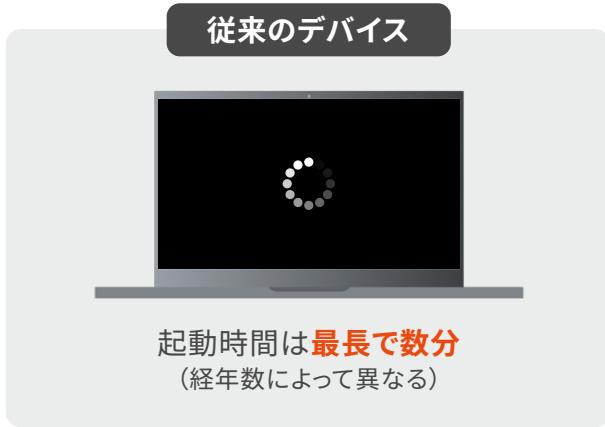 従来のデバイス
起動時間は最長で数分
（経年数によって異なる）